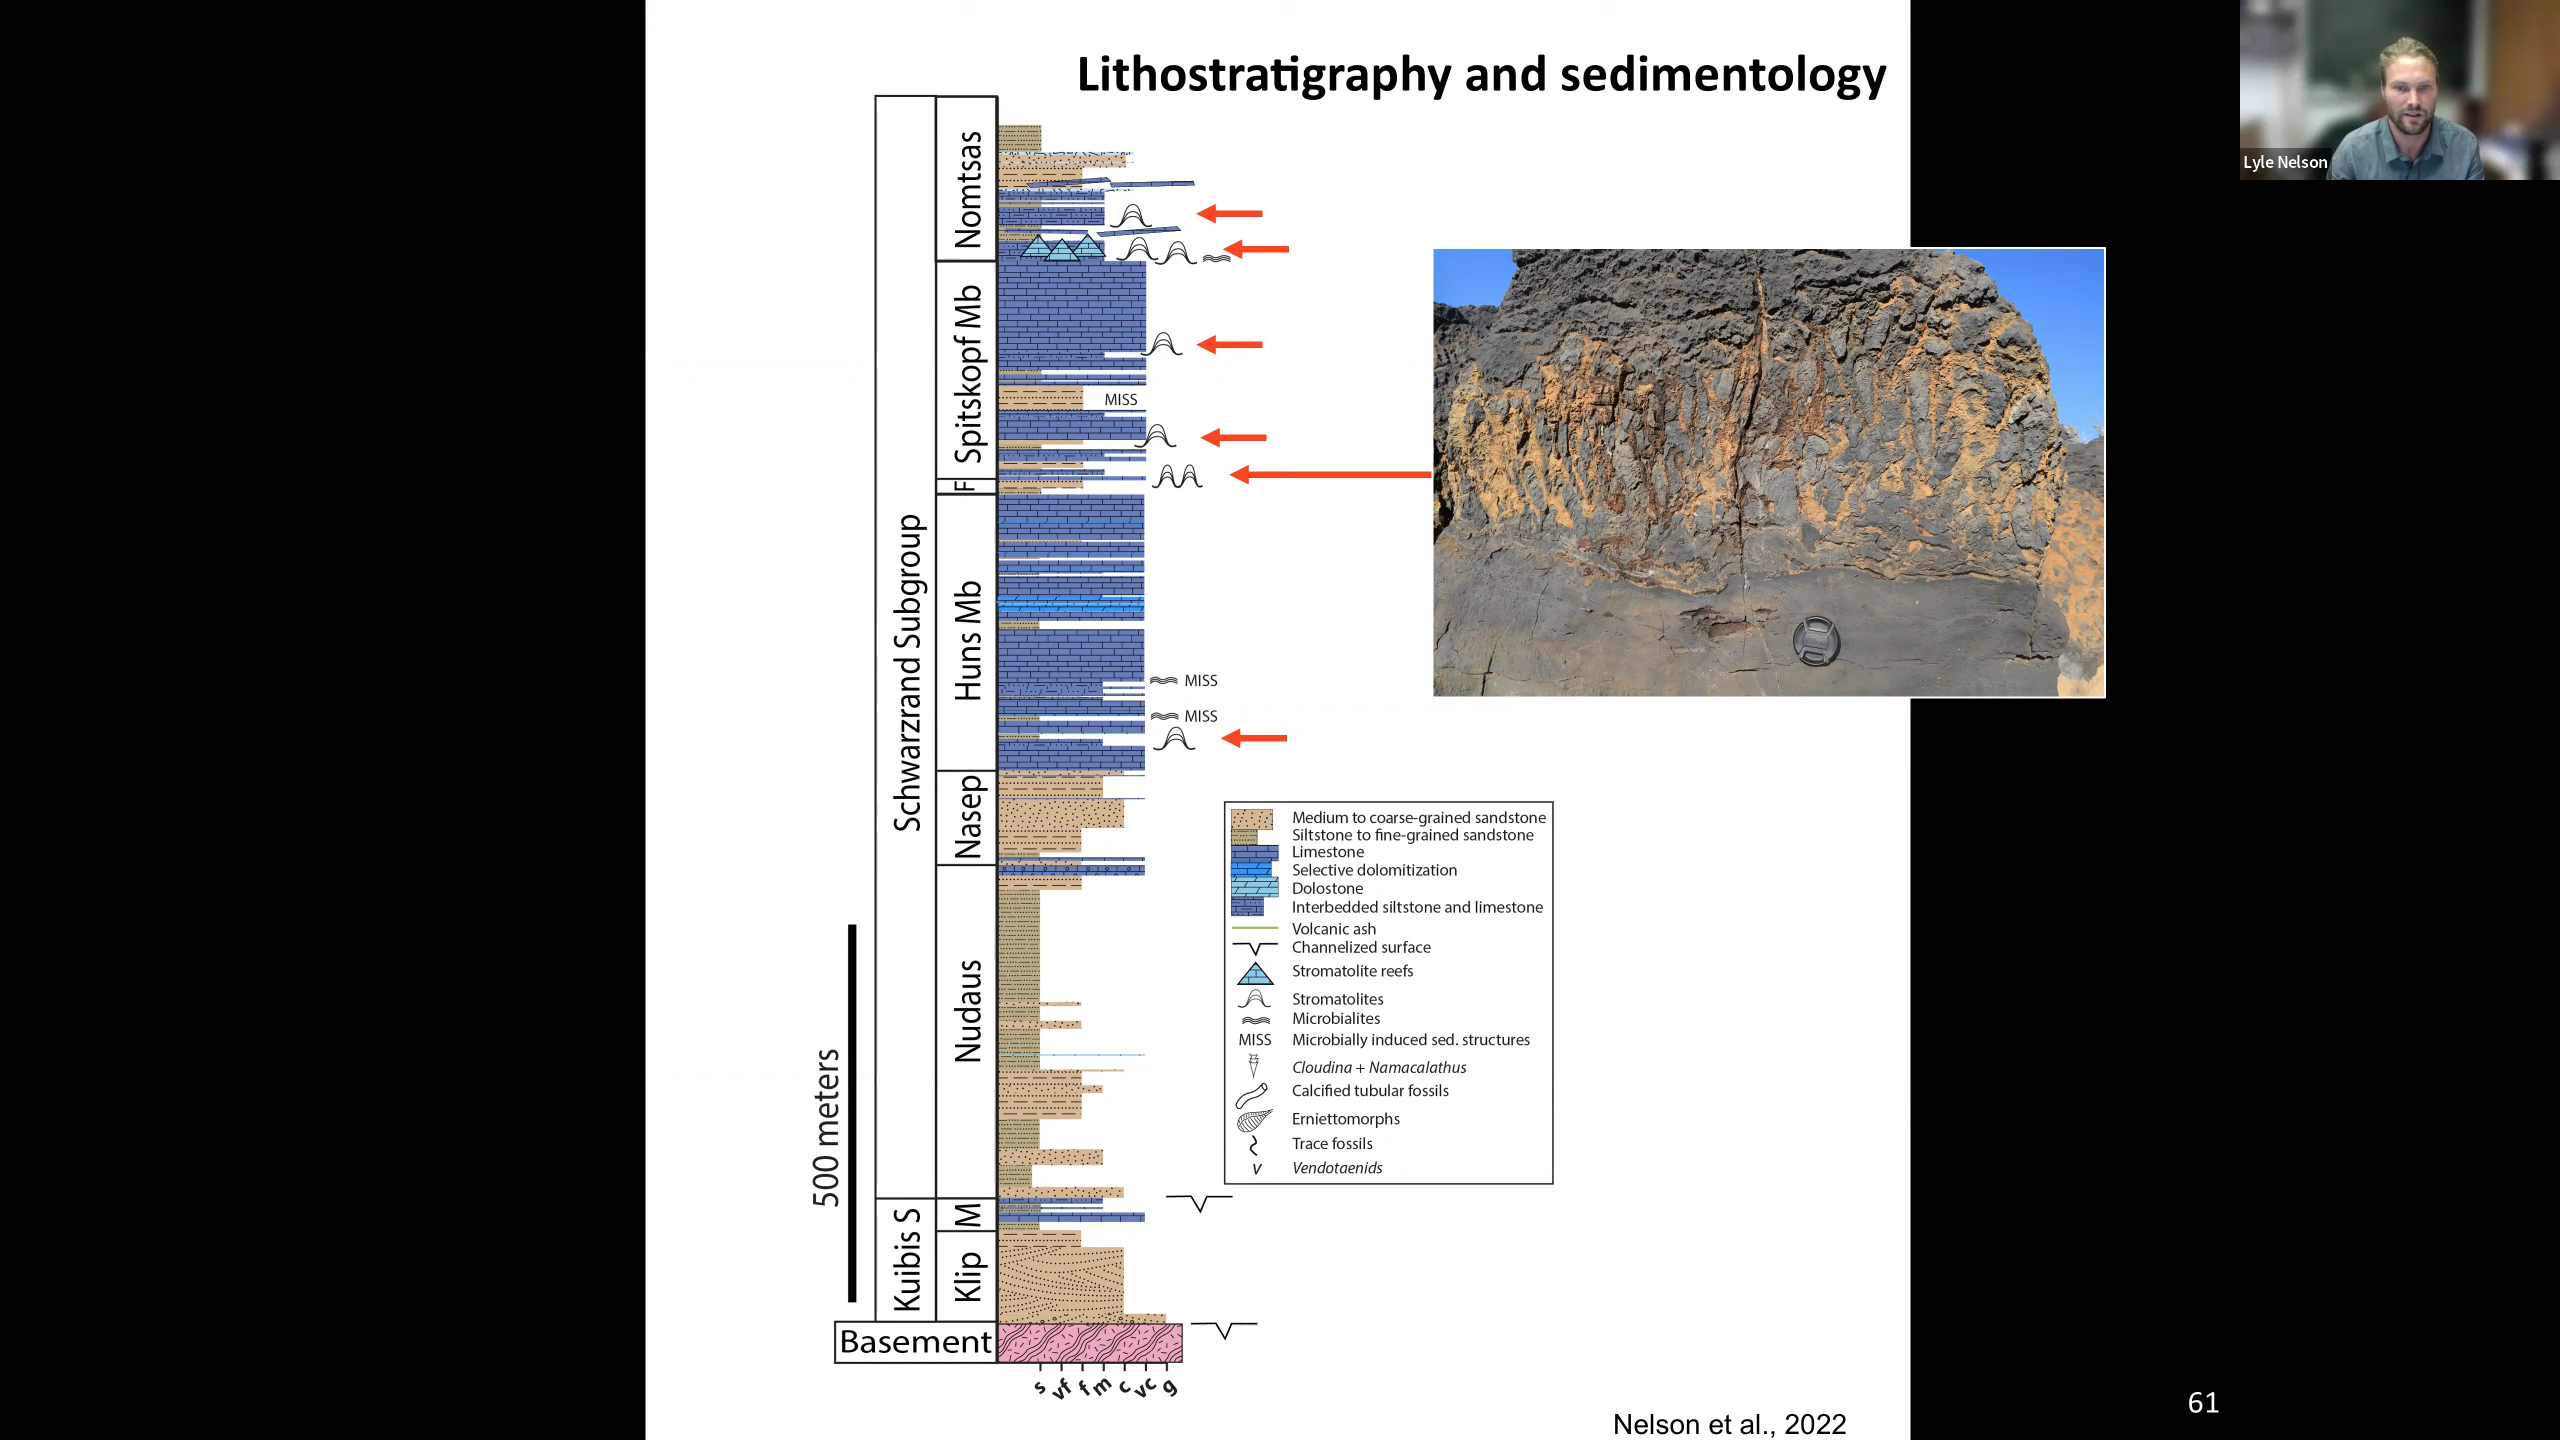 Lithostratigraphy and sedimentology
Lyle Nelson
Schwarzrand Subgroup
Nomtsas
Spitskopf Mb
MISS
F
Huns Mb
MISS
MISS
Nasep
Nudaus
Kuibis S
M
Klip
Basement
500 meters
s vf f m c vc g
Medium to coarse-grained sandstone
Siltstone to fine-grained sandstone
Limestone
Selective dolomitization
Dolostone
Interbedded siltstone and limestone
Volcanic ash
Channelized surface
Stromatolite reefs
Stromatolites
Microbialites
MISS Microbially induced sed. structures
Cloudina + Namacalathus
Calcified tubular fossils
Erniettomorphs
Trace fossils
v Vendotaenids
Nelson et al., 2022
61